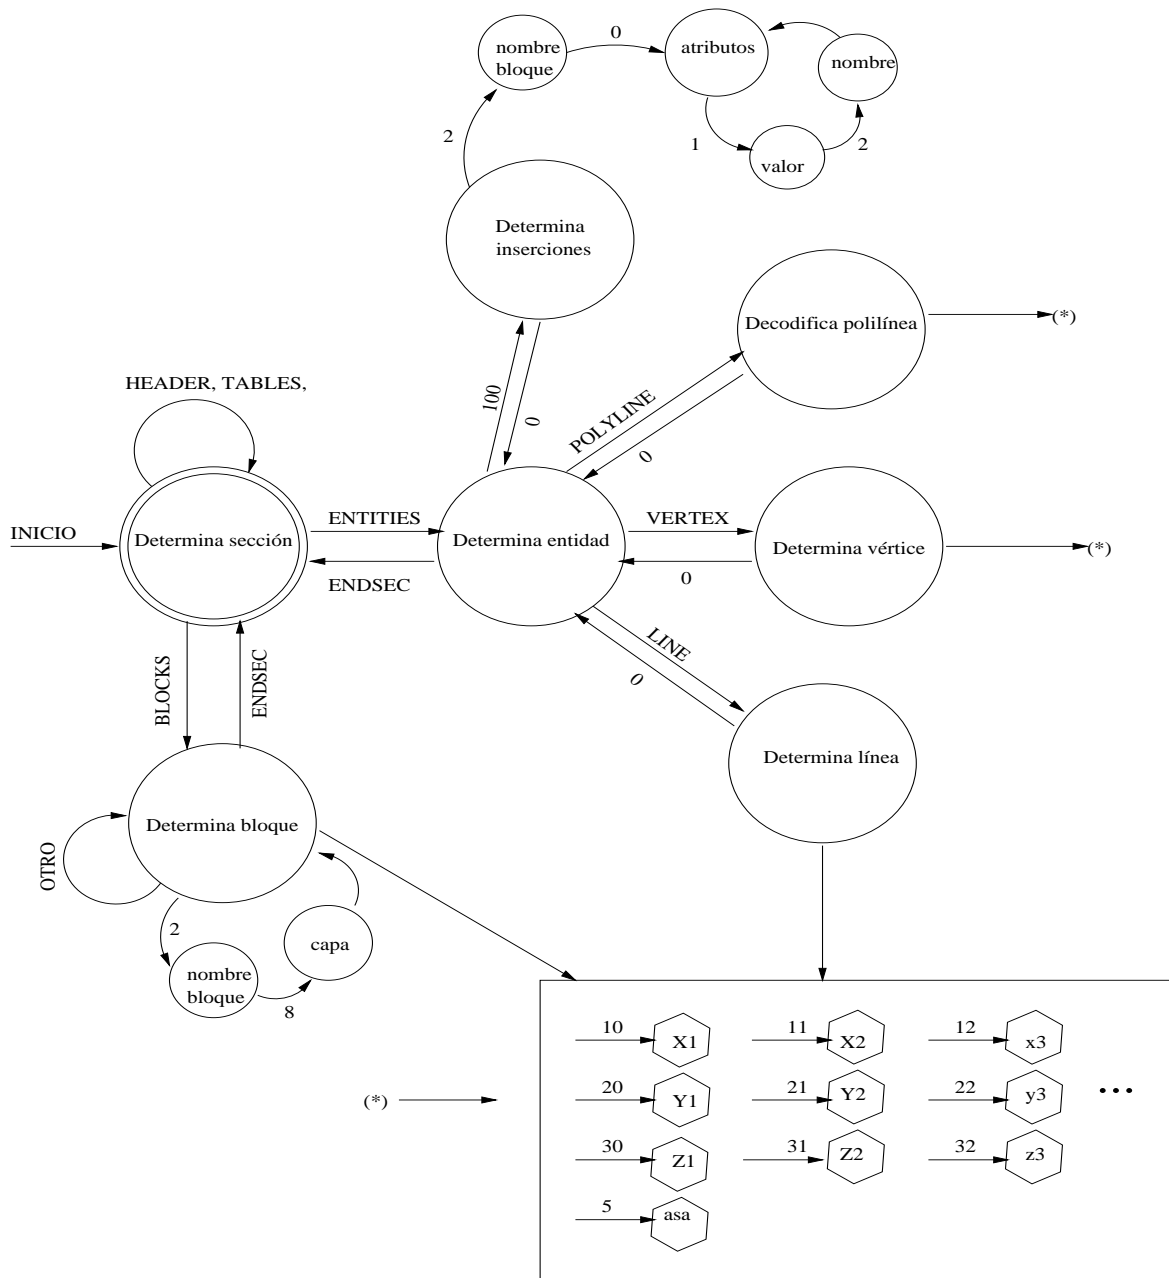 nombre
bloque
0
atributos
nombre
2
1
valor
2
Determina
inserciones
Decodifica polilínea
(*)
HEADER, TABLES,
100
0
POLYLINE
0
INICIO
Determina sección
ENTITIES
ENDSEC
Determina entidad
VERTEX
0
Determina vértice
(*)
LINE
0
BLOCKS
ENDSEC
Determina línea
Determina bloque
OTRO
2
nombre
bloque
8
capa
10
X1
11
X2
12
x3
(*)
20
Y1
21
Y2
22
y3
...
30
Z1
31
Z2
32
z3
5
asa